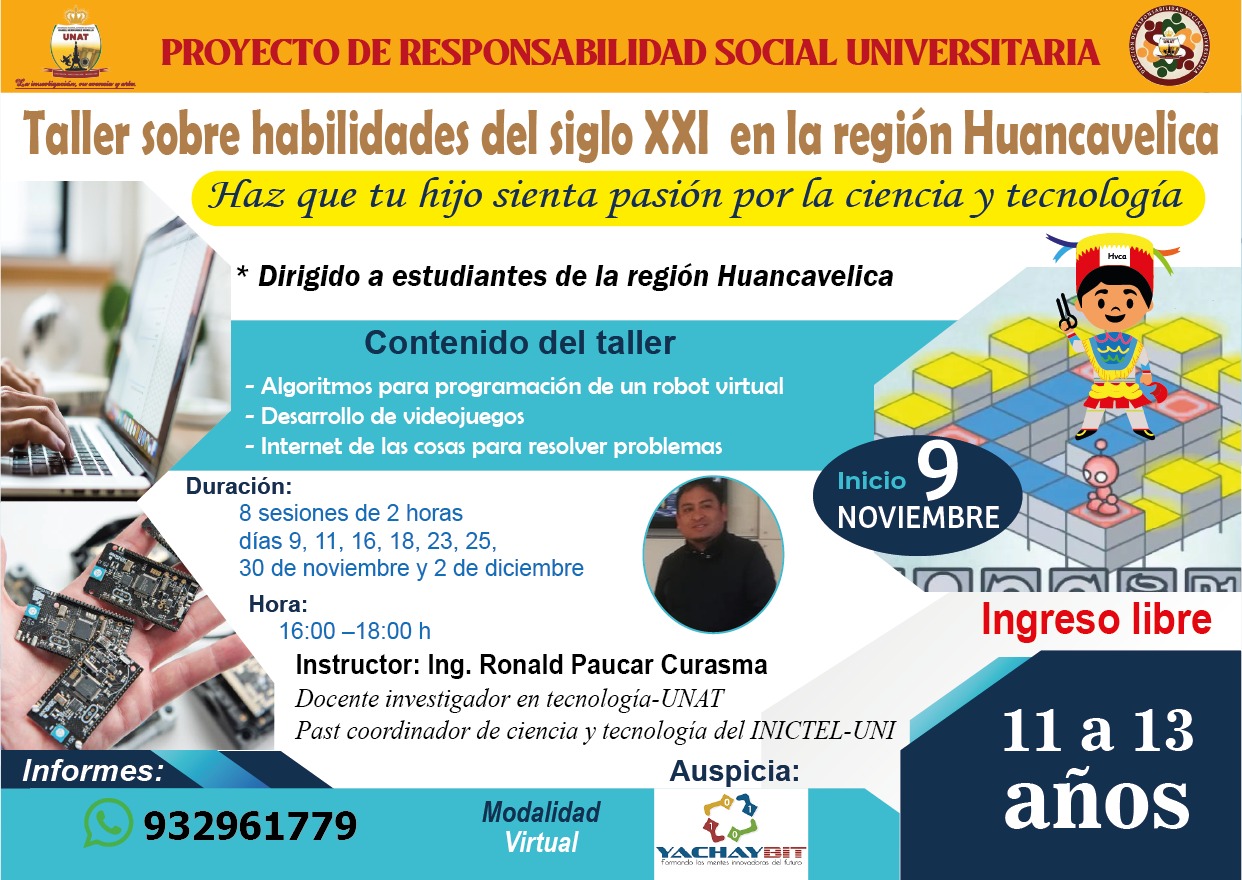 UNAT
La investigación, su esencia y arte.
PROYECTO DE RESPONSABILIDAD SOCIAL UNIVERSITARIA
UNAT
Taller sobre habilidades del siglo XXI en la región Huancavelica
Haz que tu hijo sienta pasión por la ciencia y tecnología
* Dirigido a estudiantes de la región Huancavelica
Hvca
Contenido del taller
- Algoritmos para programación de un robot virtual
- Desarrollo de videojuegos
- Internet de las cosas para resolver problemas
Inicio 9
NOVIEMBRE
Duración:
8 sesiones de 2 horas
días 9, 11, 16, 18, 23, 25,
30 de noviembre y 2 de diciembre
Hora:
16:00 –18:00 h
Ingreso libre
Instructor: Ing. Ronald Paucar Curasma
Docente investigador en tecnología-UNAT
Past coordinador de ciencia y tecnología del INICTEL-UNI
11 a 13
años
Informes:
932961779
Modalidad
Virtual
Auspicia:
YACHAYBIT
Formando las mentes innovadoras del futuro